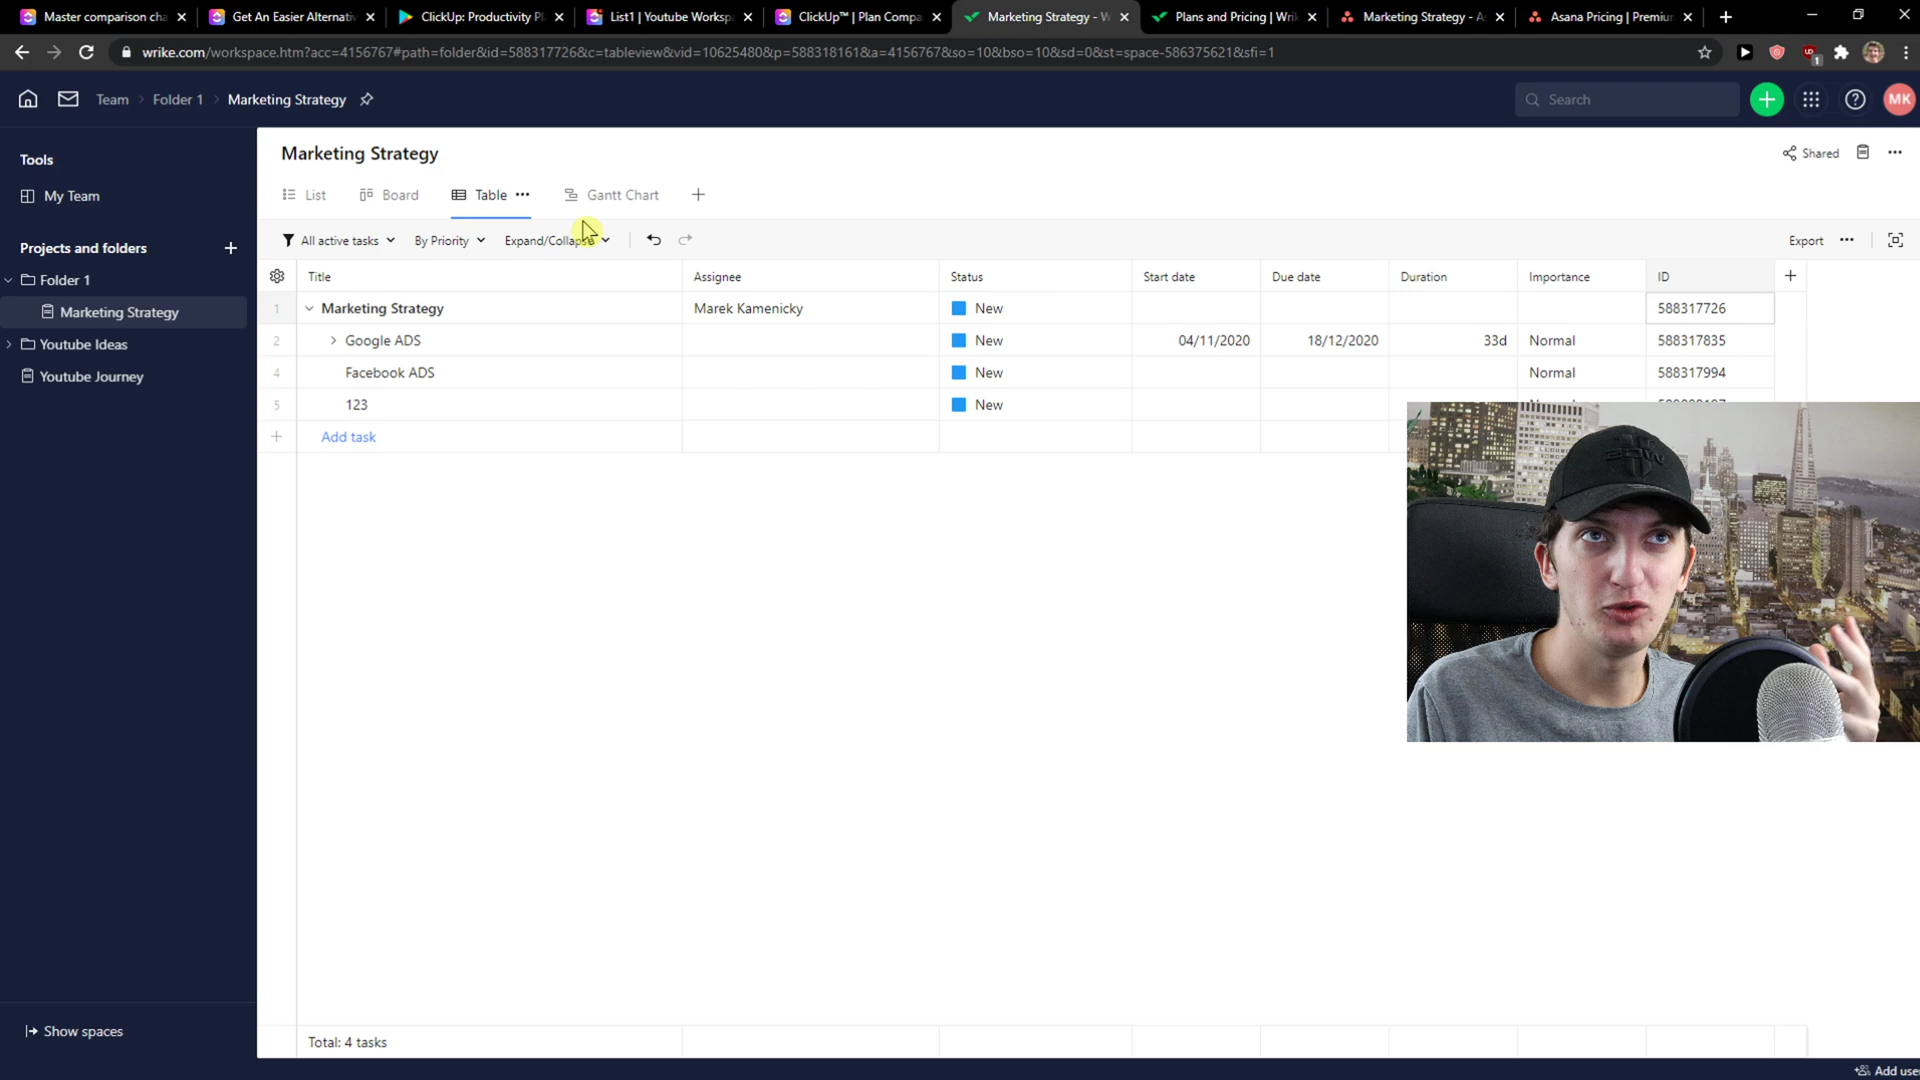 Master comparison cha
Get An Easier Alternati
ClickUp: Productivity Pl
List1 | Youtube Worksp
ClickUp™ | Plan Compa
Marketing Strategy - W
Plans and Pricing | Wri
Marketing Strategy - A
Asana Pricing | Premiu
wrike.com/workspace.htm?acc=4156767#path=folder&id=588317726&c=tableview&vid=10625480&p=588318161&a=4156767&so=10&bso=10&sd=0&st=space-586375621&sfi=1
Team > Folder 1 > Marketing Strategy
Search
MK
Tools
My Team
Projects and folders
Folder 1
Marketing Strategy
Youtube Ideas
Youtube Journey
Show spaces
Marketing Strategy
Shared
List Board Table Gantt Chart
All active tasks By Priority Expand/Collapse Export
Title Assignee Status Start date Due date Duration Importance ID
1 Marketing Strategy Marek Kamenicky New 588317726
2 Google ADS New 04/11/2020 18/12/2020 33d Normal 588317835
4 Facebook ADS New Normal 588317994
5 123 New
Add task
Total: 4 tasks
Add user